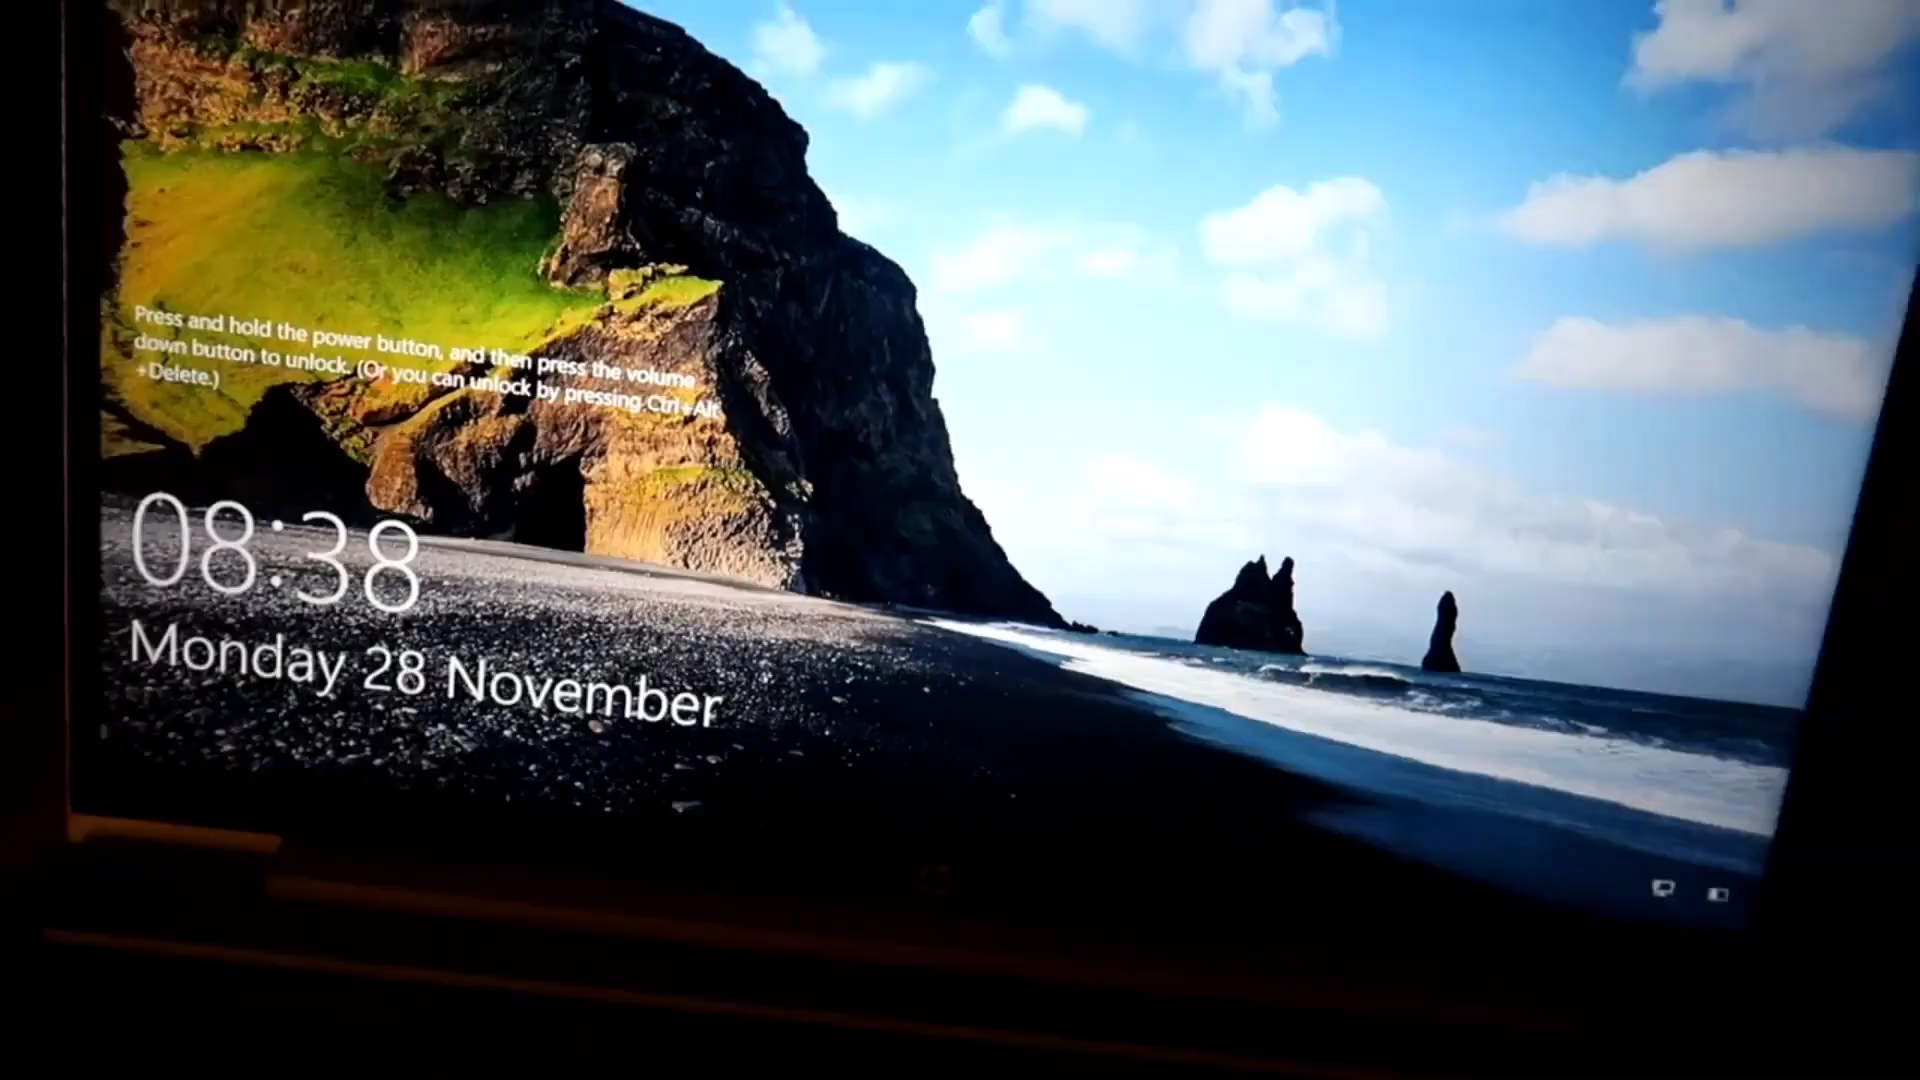 Press and hold the power button, and then press the volume
down button to unlock. (Or you can unlock by pressing Ctrl+Alt
+Delete.)
08:38
Monday 28 November